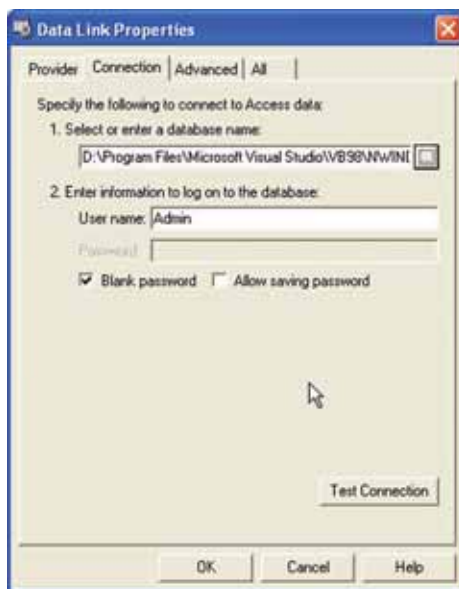 Data Link Properties
Provider Connection Advanced All
Specify the following to connect to Access data:
1. Select or enter a database name:
D:\Program Files\Microsoft Visual Studio\VB98\NWIND
2. Enter information to log on to the database:
User name: Admin
Password:
Blank password Allow saving password
Test Connection
OK Cancel Help